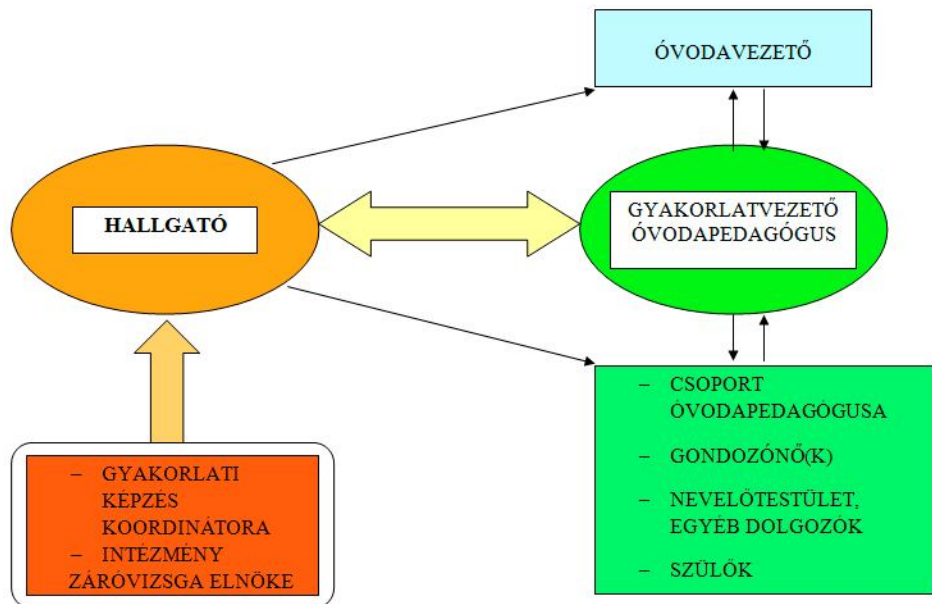 ÓVODAVEZETŐ
HALLGATÓ
GYAKORLATVEZETŐ
ÓVODAPEDAGÓGUS
– CSOPORT
ÓVODAPEDAGÓGUSA
– GONDOZÓNŐ(K)
– NEVELŐTESTÜLET,
EGYÉB DOLGOZÓK
– SZÜLŐK
– GYAKORLATI
KÉPZÉS
KOORDINÁTORA
– INTÉZMÉNY
ZÁRÓVIZSGA ELNÖKE